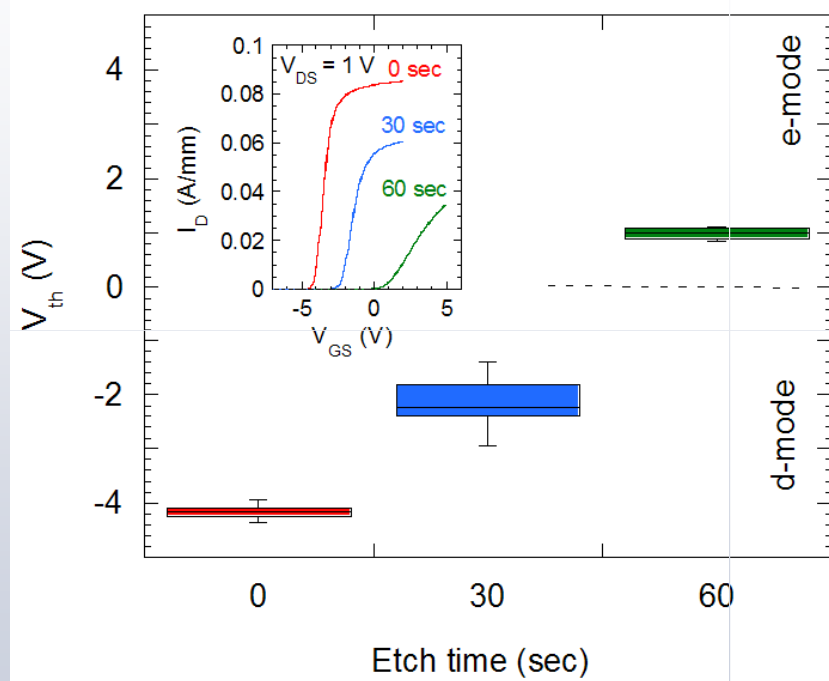 V_DS = 1 V
0 sec
30 sec
60 sec
0.1
0.08
0.06
0.04
0.02
0
I_D (A/mm)
-5 0 5
V_GS (V)
e-mode
d-mode
4
2
0
-2
-4
V_th (V)
0 30 60
Etch time (sec)